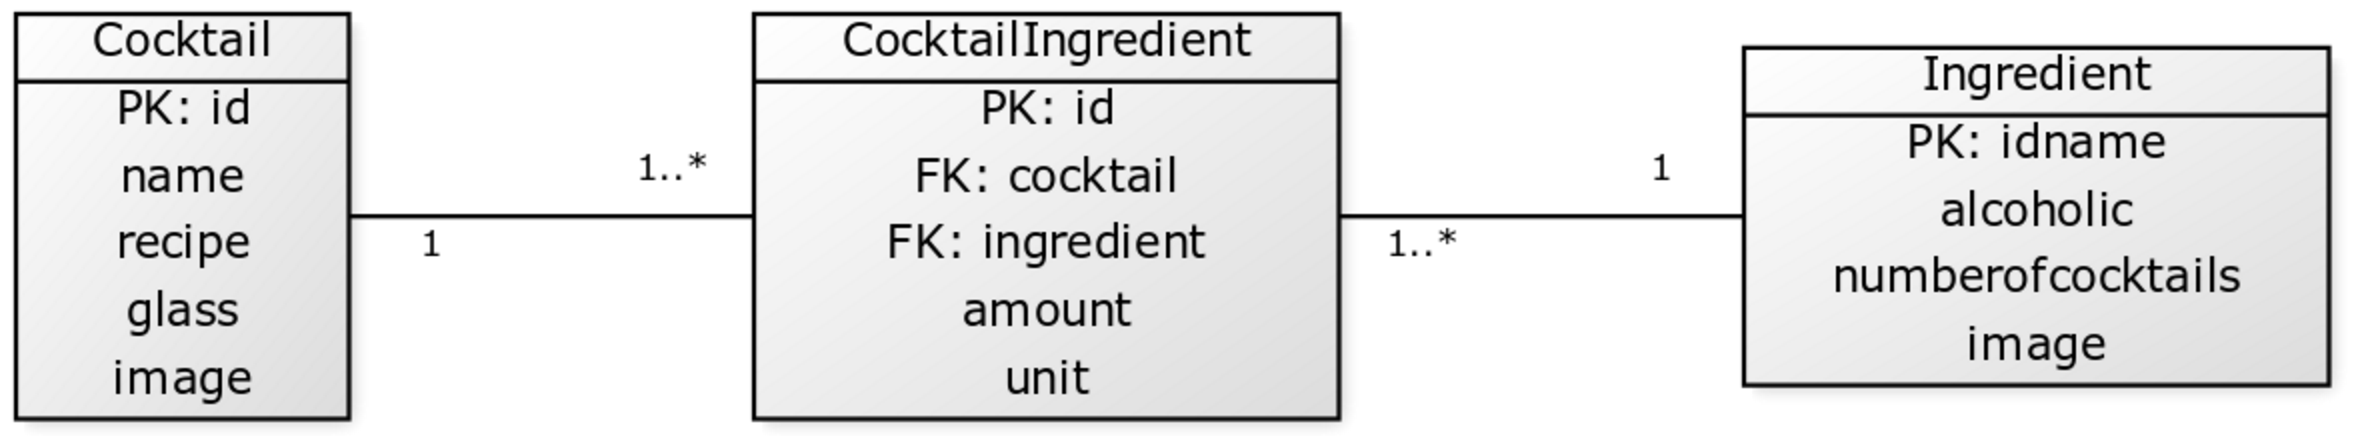 Cocktail
PK: id
name
recipe
glass
image
1
1..*
CocktailIngredient
PK: id
FK: cocktail
FK: ingredient
amount
unit
1..*
1
Ingredient
PK: idname
alcoholic
numberofcocktails
image